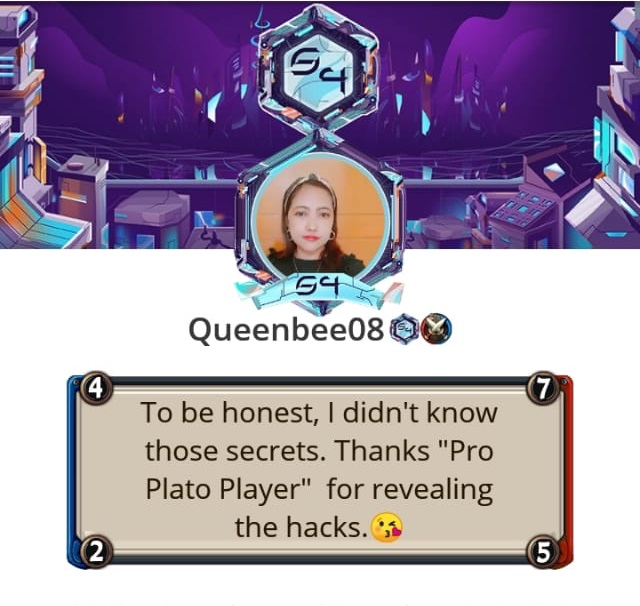 S4
S4
Queenbee08
4
7
To be honest, I didn't know
those secrets. Thanks "Pro
Plato Player" for revealing
the hacks.😘
2
5